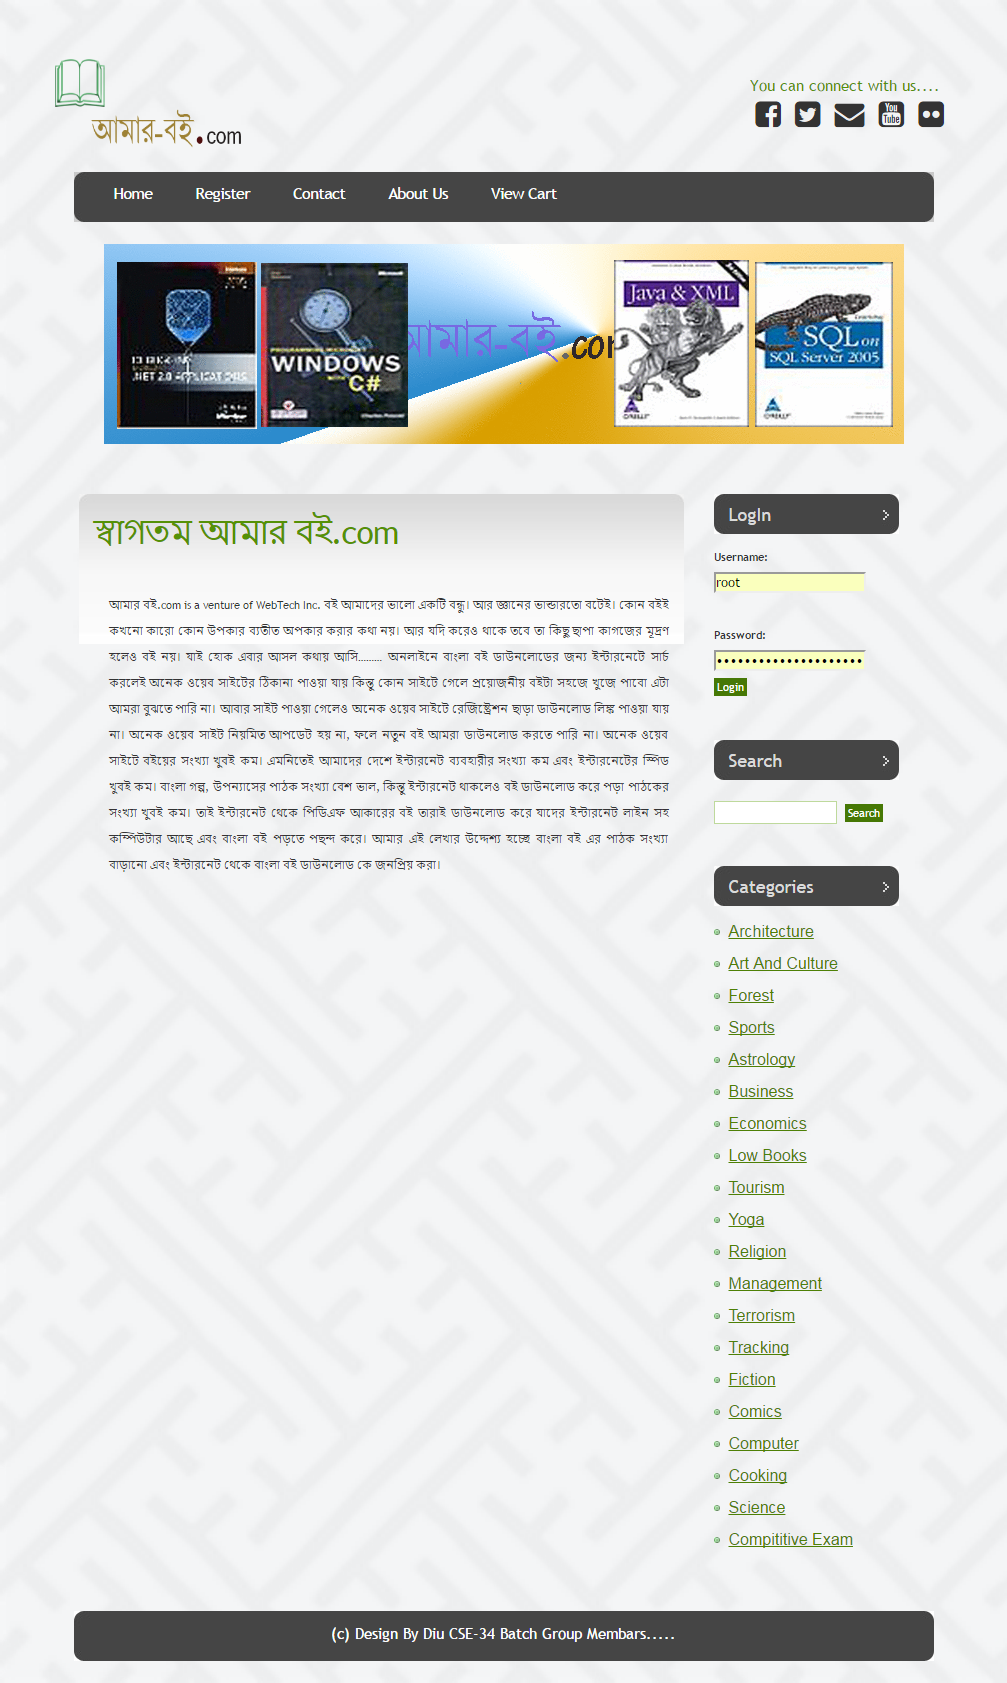 You can connect with us....
আমার-বই.com
You
Tube
Home Register Contact About Us View Cart
.NET 2.0 APPLICATIONS
Microsoft
PROGRAMMING MICROSOFT
WINDOWS
WITH C#
আমার-বই.com
Java & XML
O'REILLY
SQL on
SQL Server 2005
O'REILLY
স্বাগতম আমার বই.com
আমার বই.com is a venture of WebTech Inc. বই আমাদের ভালো একটি বন্ধু। আর জ্ঞানের ভান্ডারতো বটেই। কোন বইই
কখনো কারো কোন উপকার ব্যতীত অপকার করার কথা নয়। আর যদি করেও থাকে তবে তা কিছু ছাপা কাগজের মূদ্রণ
হলেও বই নয়। যাই হোক এবার আসল কথায় আসি......... অনলাইনে বাংলা বই ডাউনলোডের জন্য ইন্টারনেটে সার্চ
করলেই অনেক ওয়েব সাইটের ঠিকানা পাওয়া যায় কিন্তু কোন সাইটে গেলে প্রয়োজনীয় বইটা সহজে খুজে পাবো এটা
আমরা বুঝতে পারি না। আবার সাইট পাওয়া গেলেও অনেক ওয়েব সাইটে রেজিষ্ট্রেশন ছাড়া ডাউনলোড লিঙ্ক পাওয়া যায়
না। অনেক ওয়েব সাইট নিয়মিত আপডেট হয় না, ফলে নতুন বই আমরা ডাউনলোড করতে পারি না। অনেক ওয়েব
সাইটে বইয়ের সংখ্যা খুবই কম। এমনিতেই আমাদের দেশে ইন্টারনেট ব্যবহারীর সংখ্যা কম এবং ইন্টারনেটের স্পিড
খুবই কম। বাংলা গল্প, উপন্যাসের পাঠক সংখ্যা বেশ ভাল, কিন্তু ইন্টারনেট থাকলেও বই ডাউনলোড করে পড়া পাঠকের
সংখ্যা খুবই কম। তাই ইন্টারনেট থেকে পিডিএফ আকারের বই তারাই ডাউনলোড করে যাদের ইন্টারনেট লাইন সহ
কম্পিউটার আছে এবং বাংলা বই পড়তে পছন্দ করে। আমার এই লেখার উদ্দেশ্য হচ্ছে বাংলা বই এর পাঠক সংখ্যা
বাড়ানো এবং ইন্টারনেট থেকে বাংলা বই ডাউনলোড কে জনপ্রিয় করা।
LogIn
Username:
root
Password:
Login
Search
Search
Categories
Architecture
Art And Culture
Forest
Sports
Astrology
Business
Economics
Low Books
Tourism
Yoga
Religion
Management
Terrorism
Tracking
Fiction
Comics
Computer
Cooking
Science
Compititive Exam
(c) Design By Diu CSE-34 Batch Group Membars.....